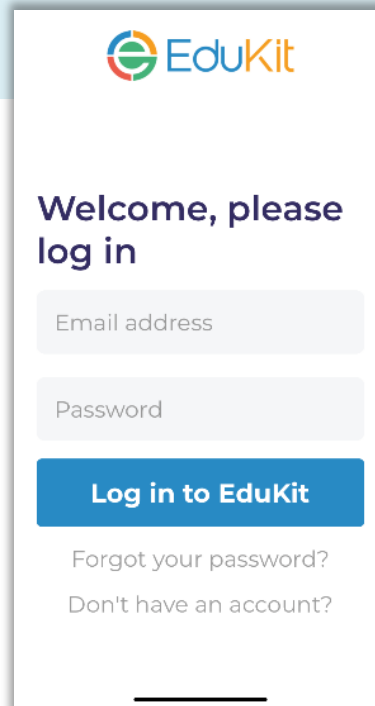 EduKit
Welcome, please
log in
Email address
Password
Log in to EduKit
Forgot your password?
Don't have an account?